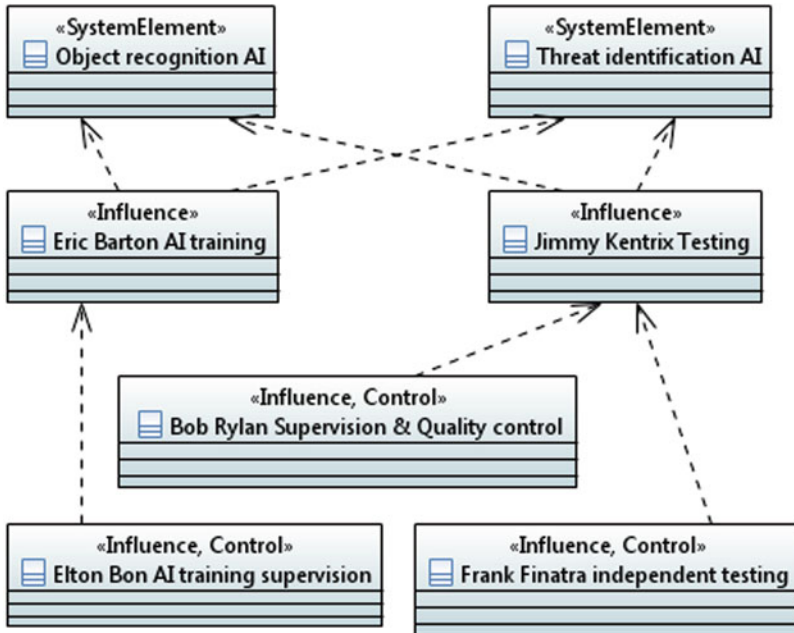 «SystemElement»
Object recognition AI
«SystemElement»
Threat identification AI
«Influence»
Eric Barton AI training
«Influence»
Jimmy Kentrix Testing
«Influence, Control»
Bob Rylan Supervision & Quality control
«Influence, Control»
Elton Bon AI training supervision
«Influence, Control»
Frank Finatra independent testing